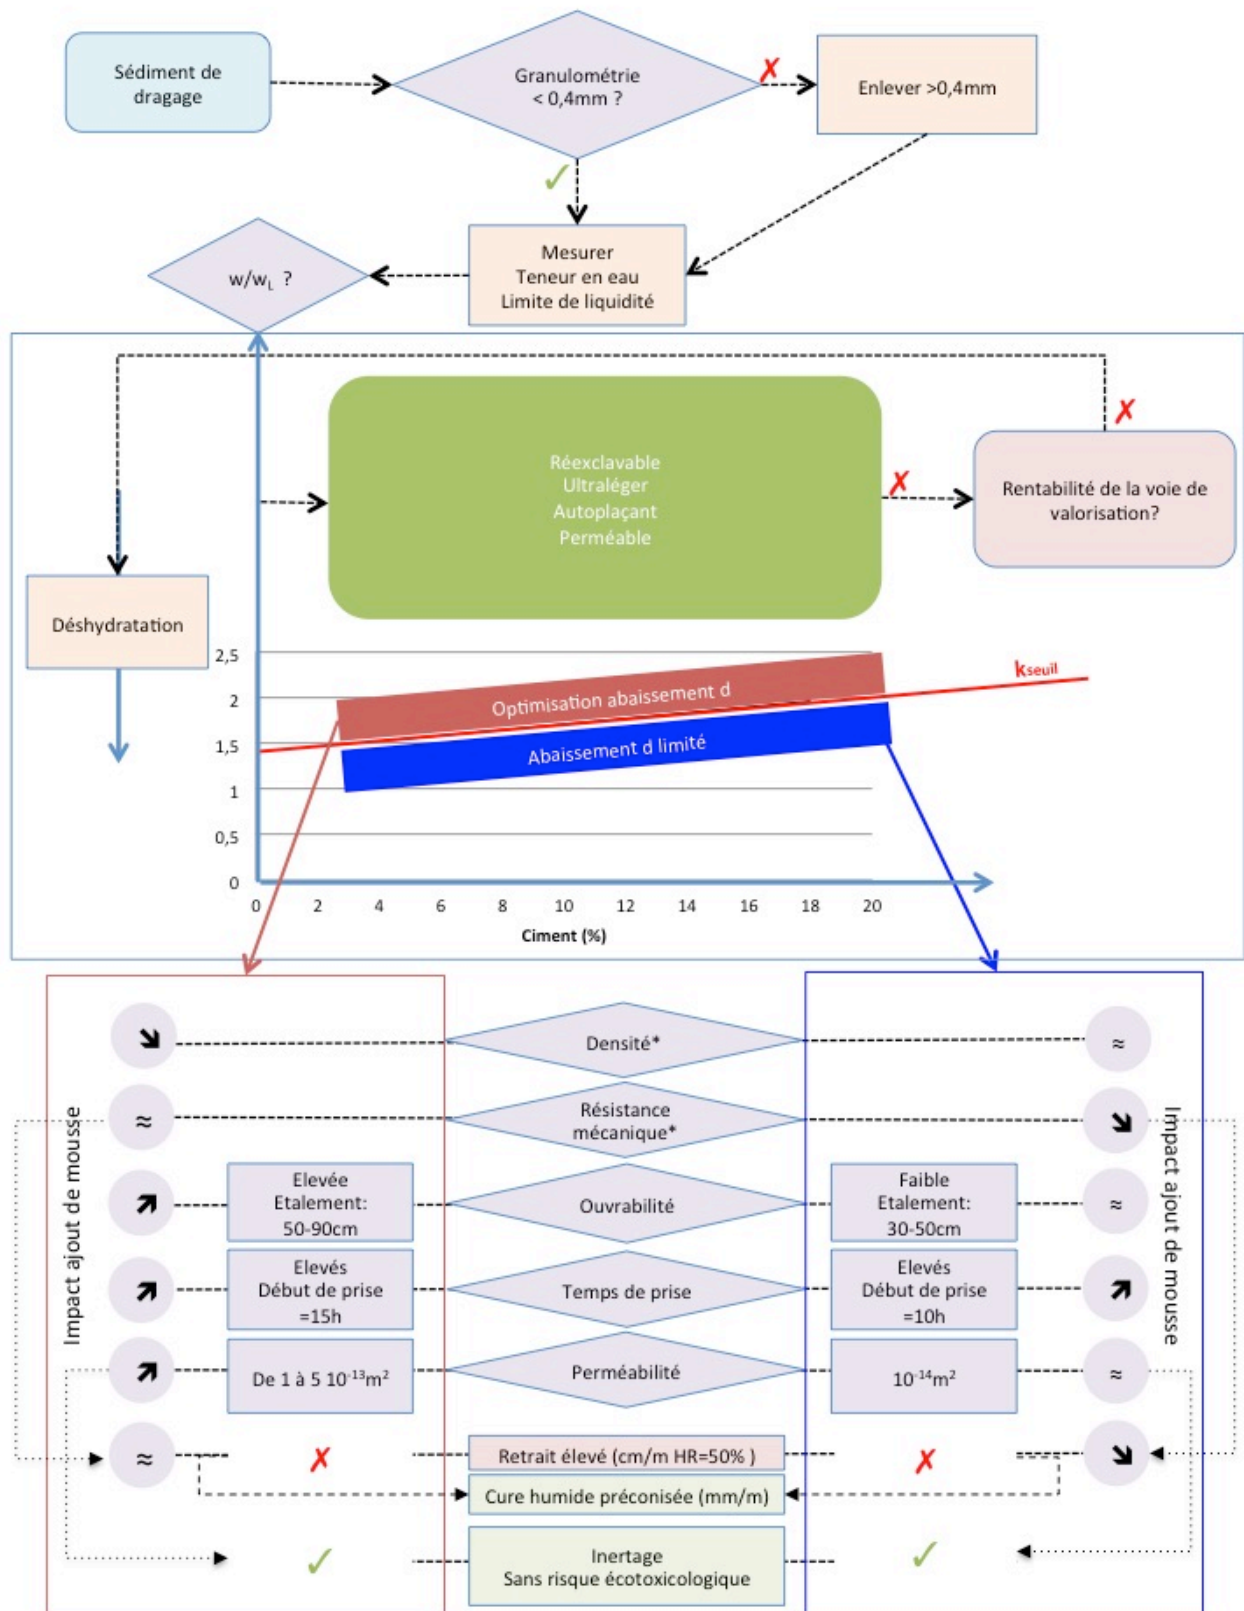 Sédiment de
dragage
Granulométrie
< 0,4mm ?
✗
Enlever >0,4mm
✓
Mesurer
Teneur en eau
Limite de liquidité
w/wL ?
Réexclavable
Ultraléger
Autoplaçant
Perméable
✗
✗
Rentabilité de la voie de
valorisation?
Déshydratation
2,5
2
1,5
1
0,5
0
kseuil
Optimisation abaissement d
Abaissement d limité
0 2 4 6 8 10 12 14 16 18 20
Ciment (%)
Impact ajout de mousse
Densité*
≈
≈
Résistance
mécanique*
Elevée
Etalement:
50-90cm
Ouvrabilité
Faible
Etalement:
30-50cm
≈
Elevés
Début de prise
=15h
Temps de prise
Elevés
Début de prise
=10h
De 1 à 5 10⁻¹³m²
Perméabilité
10⁻¹⁴m²
≈
Impact ajout de mousse
≈
✗
Retrait élevé (cm/m HR=50% )
✗
Cure humide préconisée (mm/m)
✓
Inertage
Sans risque écotoxicologique
✓